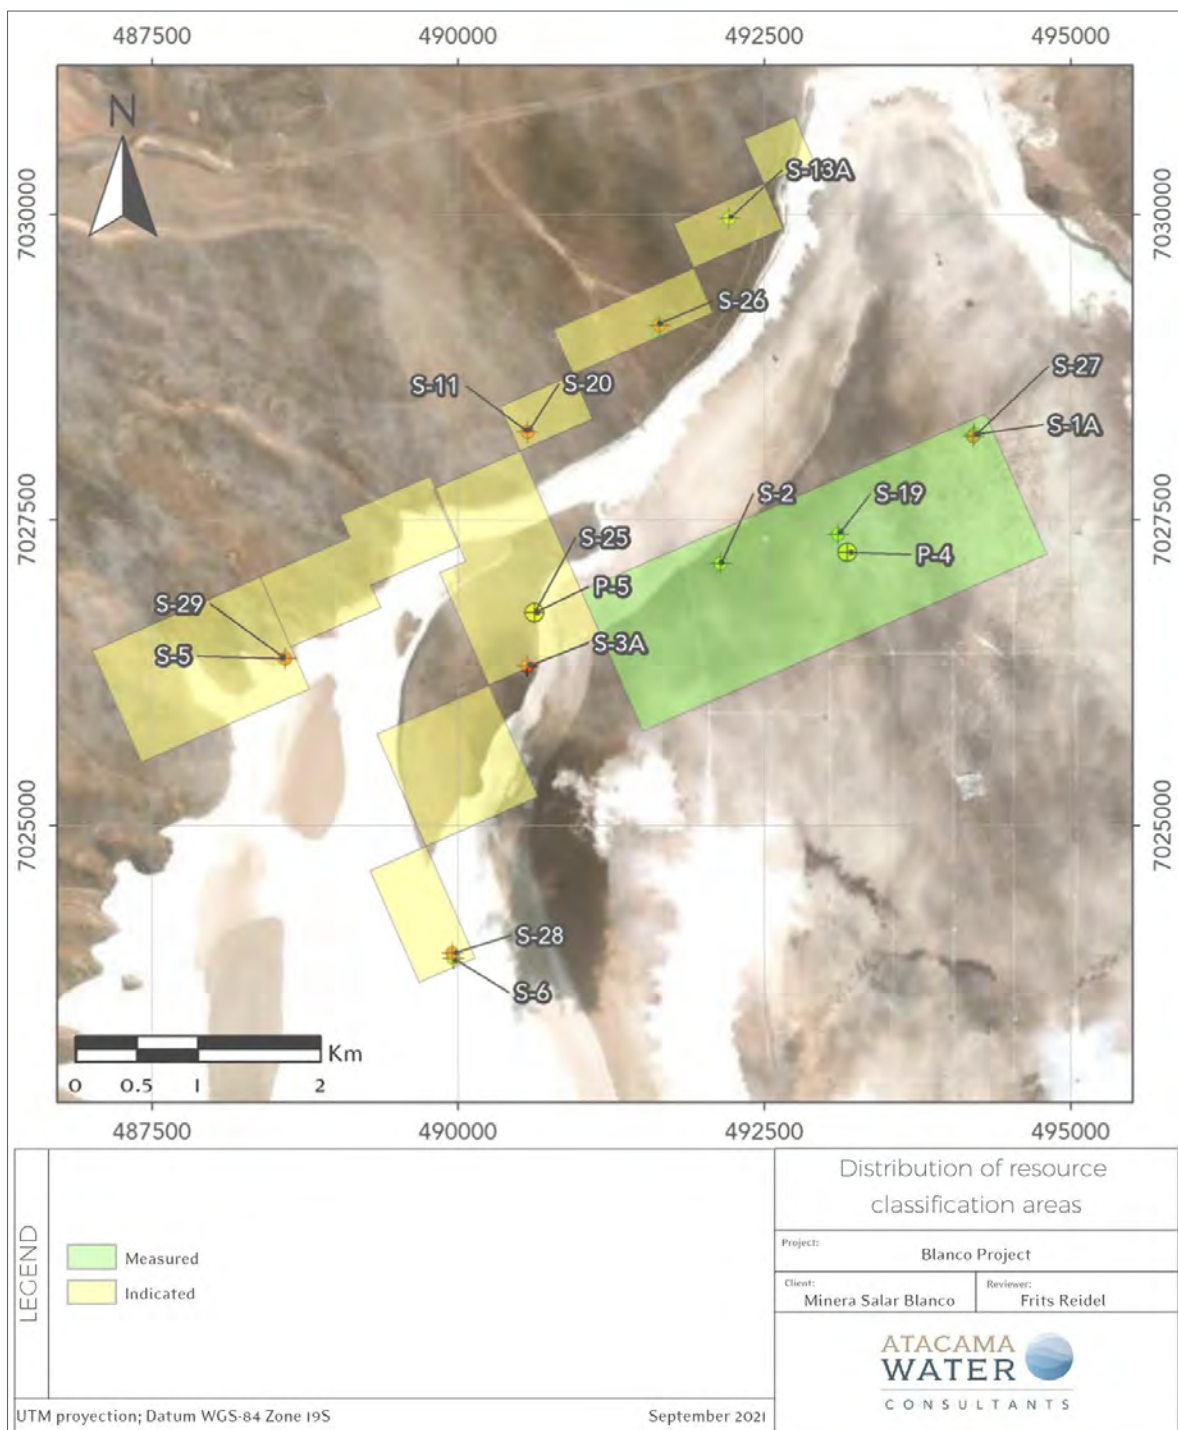 487500 490000 492500 495000
N
S-13A
7030000
7030000
S-26
S-11
S-20
S-27
S-1A
S-2
S-19
7027500
7027500
S-25
P-4
P-5
S-29
S-3A
S-5
7025000
7025000
S-28
S-6
Km
0 0.5 1 2
487500 490000 492500 495000
LEGEND
Measured
Indicated
Distribution of resource
classification areas
Project:
Blanco Project
Client:
Minera Salar Blanco
Reviewer:
Frits Reidel
ATACAMA
WATER
CONSULTANTS
UTM proyection; Datum WGS-84 Zone 19S
September 2021